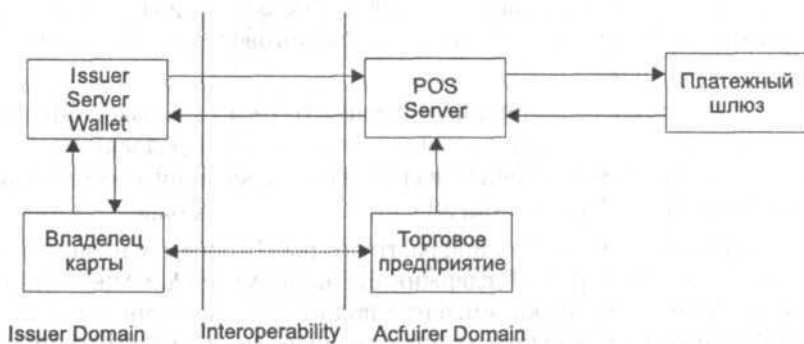 Issuer
Server
Wallet
POS
Server
Платежный
шлюз
Владелец
карты
Торговое
предприятие
Issuer Domain
Interoperability
Acfuirer Domain